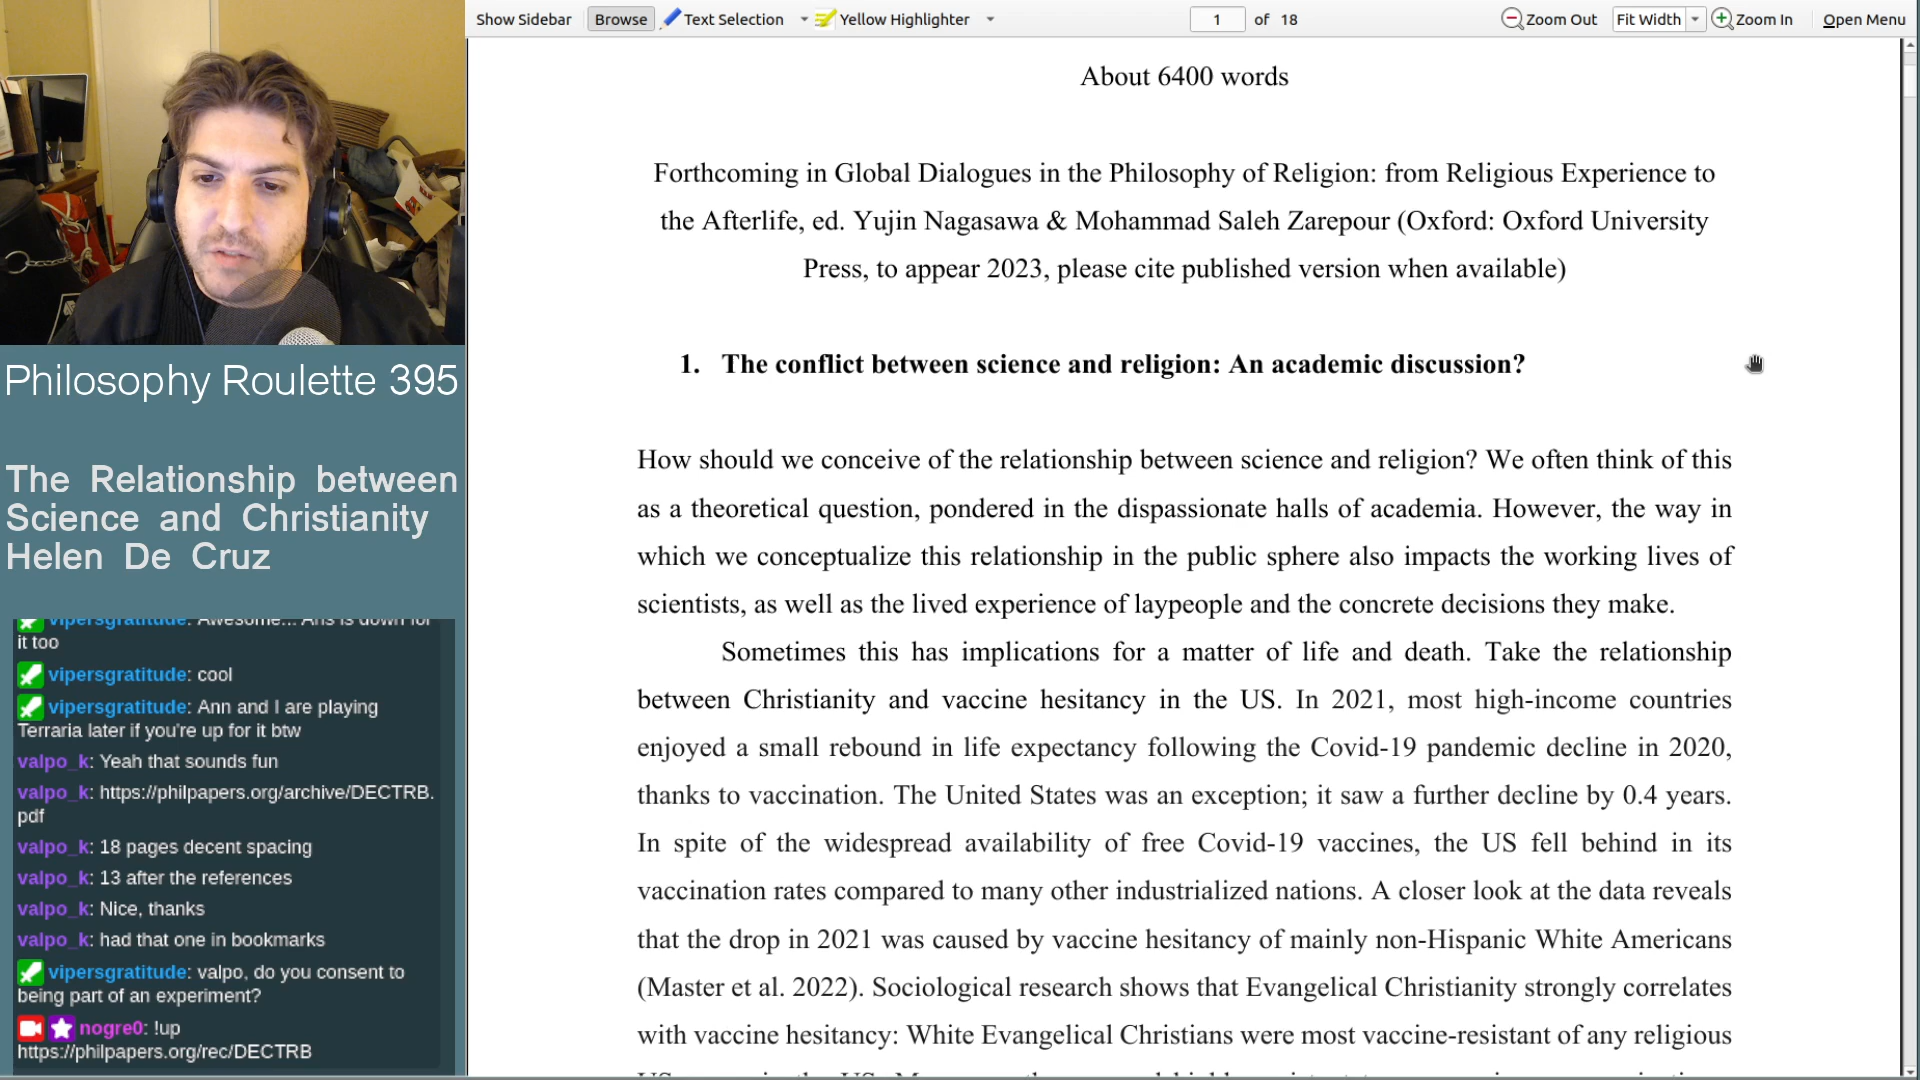 Show Sidebar Browse Text Selection Yellow Highlighter 1 of 18 Zoom Out Fit Width Zoom In Open Menu
About 6400 words
Forthcoming in Global Dialogues in the Philosophy of Religion: from Religious Experience to
the Afterlife, ed. Yujin Nagasawa & Mohammad Saleh Zarepour (Oxford: Oxford University
Press, to appear 2023, please cite published version when available)
1. The conflict between science and religion: An academic discussion?
How should we conceive of the relationship between science and religion? We often think of this
as a theoretical question, pondered in the dispassionate halls of academia. However, the way in
which we conceptualize this relationship in the public sphere also impacts the working lives of
scientists, as well as the lived experience of laypeople and the concrete decisions they make.
Sometimes this has implications for a matter of life and death. Take the relationship
between Christianity and vaccine hesitancy in the US. In 2021, most high-income countries
enjoyed a small rebound in life expectancy following the Covid-19 pandemic decline in 2020,
thanks to vaccination. The United States was an exception; it saw a further decline by 0.4 years.
In spite of the widespread availability of free Covid-19 vaccines, the US fell behind in its
vaccination rates compared to many other industrialized nations. A closer look at the data reveals
that the drop in 2021 was caused by vaccine hesitancy of mainly non-Hispanic White Americans
(Master et al. 2022). Sociological research shows that Evangelical Christianity strongly correlates
with vaccine hesitancy: White Evangelical Christians were most vaccine-resistant of any religious
Philosophy Roulette 395
The Relationship between
Science and Christianity
Helen De Cruz
vipersgratitude: Awesome... Ans is down for
it too
vipersgratitude: cool
vipersgratitude: Ann and I are playing
Terraria later if you're up for it btw
valpo_k: Yeah that sounds fun
valpo_k: https://philpapers.org/archive/DECTRB.
pdf
valpo_k: 18 pages decent spacing
valpo_k: 13 after the references
valpo_k: Nice, thanks
valpo_k: had that one in bookmarks
vipersgratitude: valpo, do you consent to
being part of an experiment?
nogre0: !up
https://philpapers.org/rec/DECTRB